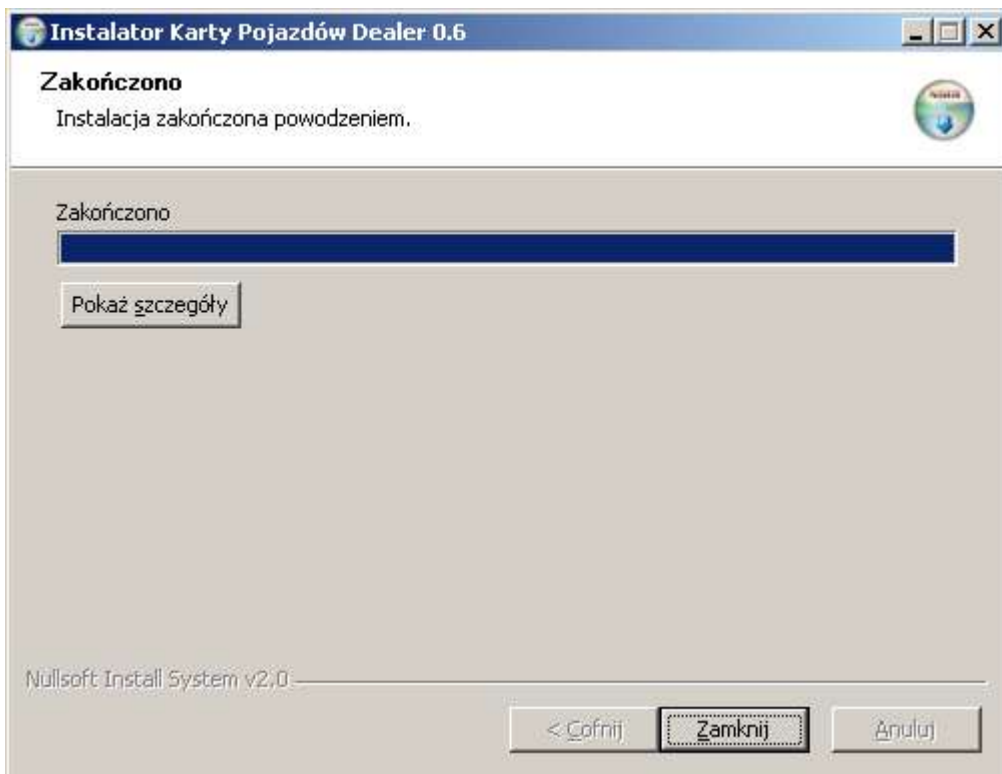 Instalator Karty Pojazdów Dealer 0.6
Zakończono
Instalacja zakończona powodzeniem.
Zakończono
Pokaż szczegóły
Nullsoft Install System v2.0
< Cofnij
Zamknij
Anuluj